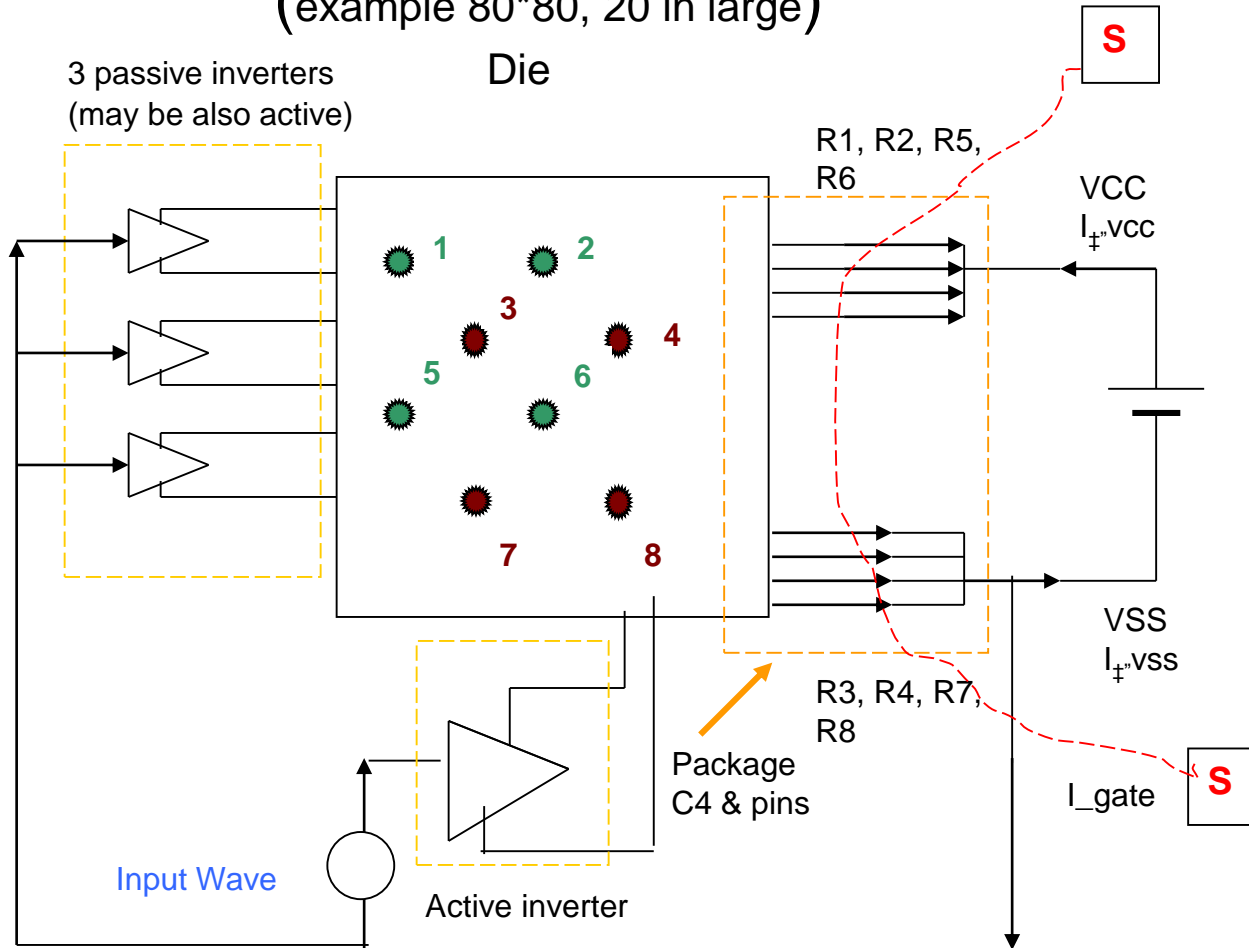 (example 80*80, 20 in large)
Die
S
3 passive inverters
(may be also active)
R1, R2, R5,
R6
VCC
I‡”vcc
1
2
3
4
5
6
7
8
VSS
I‡”vss
R3, R4, R7,
R8
Package
C4 & pins
I_gate
S
Input Wave
Active inverter